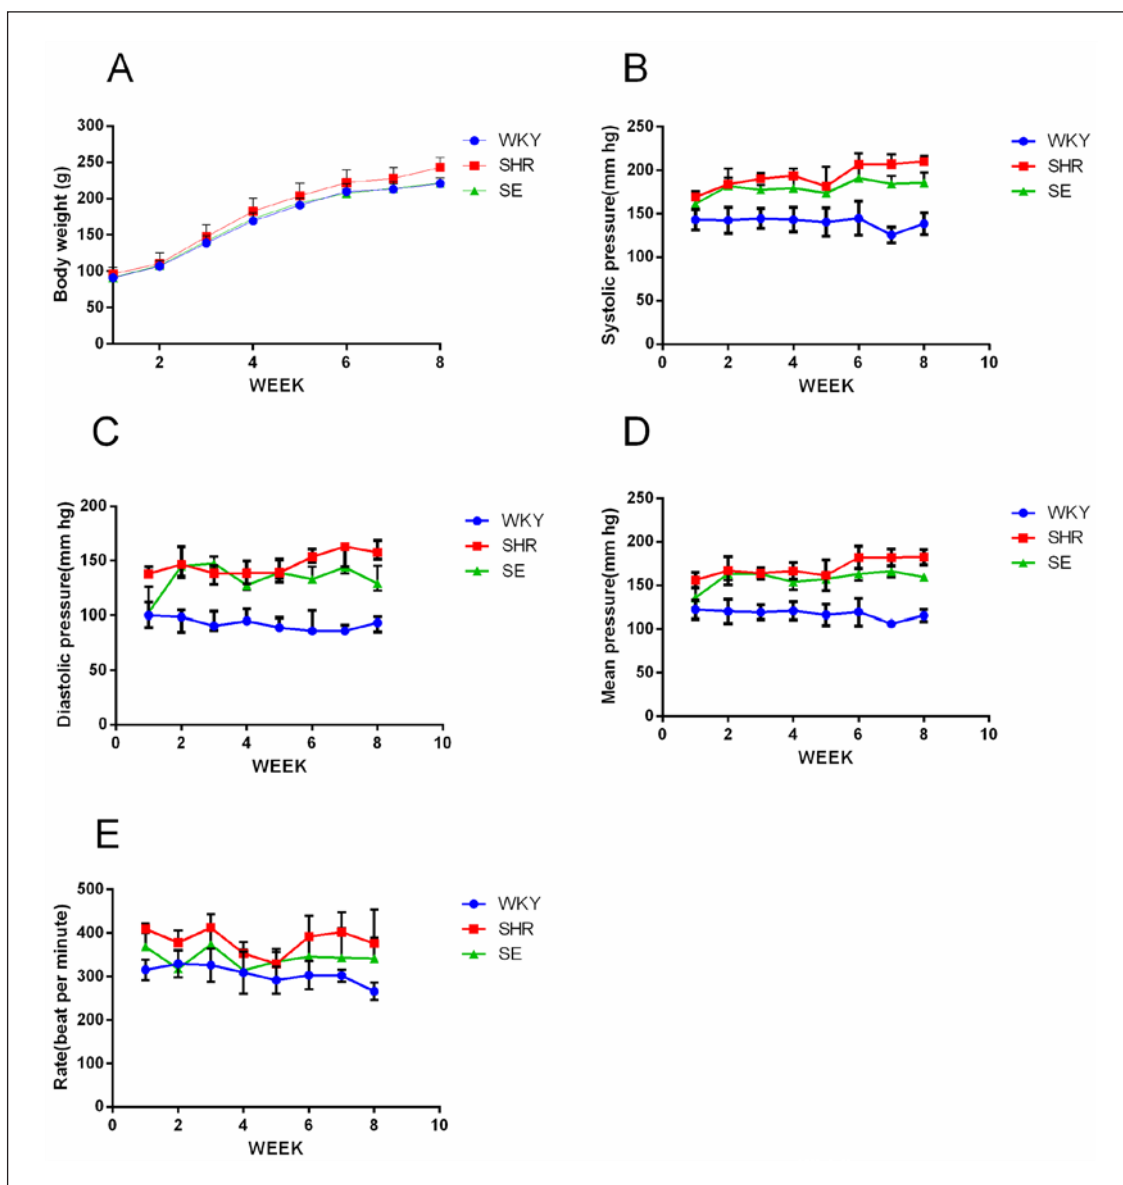 A
Body weight (g)
300
250
200
150
100
50
0
2
4
6
8
WEEK
WKY
SHR
SE
B
Systolic pressure(mm hg)
250
200
150
100
50
0
0
2
4
6
8
10
WEEK
WKY
SHR
SE
C
Diastolic pressure(mm hg)
200
150
100
50
0
0
2
4
6
8
10
WEEK
WKY
SHR
SE
D
Mean pressure(mm hg)
250
200
150
100
50
0
0
2
4
6
8
10
WEEK
WKY
SHR
SE
E
Rate(beat per minute)
500
400
300
200
100
0
0
2
4
6
8
10
WEEK
WKY
SHR
SE